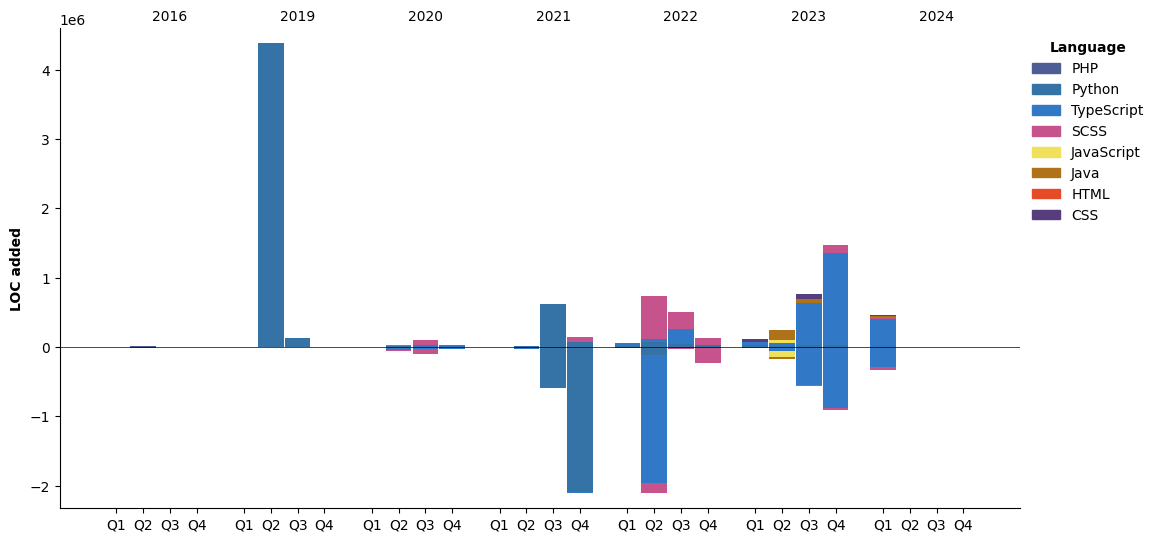 1e6
2016 2019 2020 2021 2022 2023 2024
Language
PHP
Python
TypeScript
SCSS
JavaScript
Java
HTML
CSS
LOC added
4
3
2
1
0
−1
−2
Q1 Q2 Q3 Q4 Q1 Q2 Q3 Q4 Q1 Q2 Q3 Q4 Q1 Q2 Q3 Q4 Q1 Q2 Q3 Q4 Q1 Q2 Q3 Q4 Q1 Q2 Q3 Q4